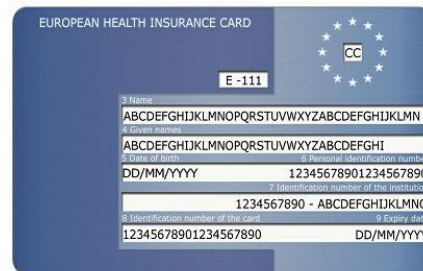 EUROPEAN HEALTH INSURANCE CARD
CC
E -111
3 Name
ABCDEFGHIJKLMNOPQRSTUVWXYZABCDEFGHIJKLMN
4 Given names
ABCDEFGHIJKLMNOPQRSTUVWXYZABCDEFGHI
5 Date of birth 6 Personal identification numbe
DD/MM/YYYY 12345678901234567890
7 Identification number of the institutio
1234567890 - ABCDEFGHIJKLMNO
8 Identification number of the card 9 Expiry dat
12345678901234567890 DD/MM/YYYY